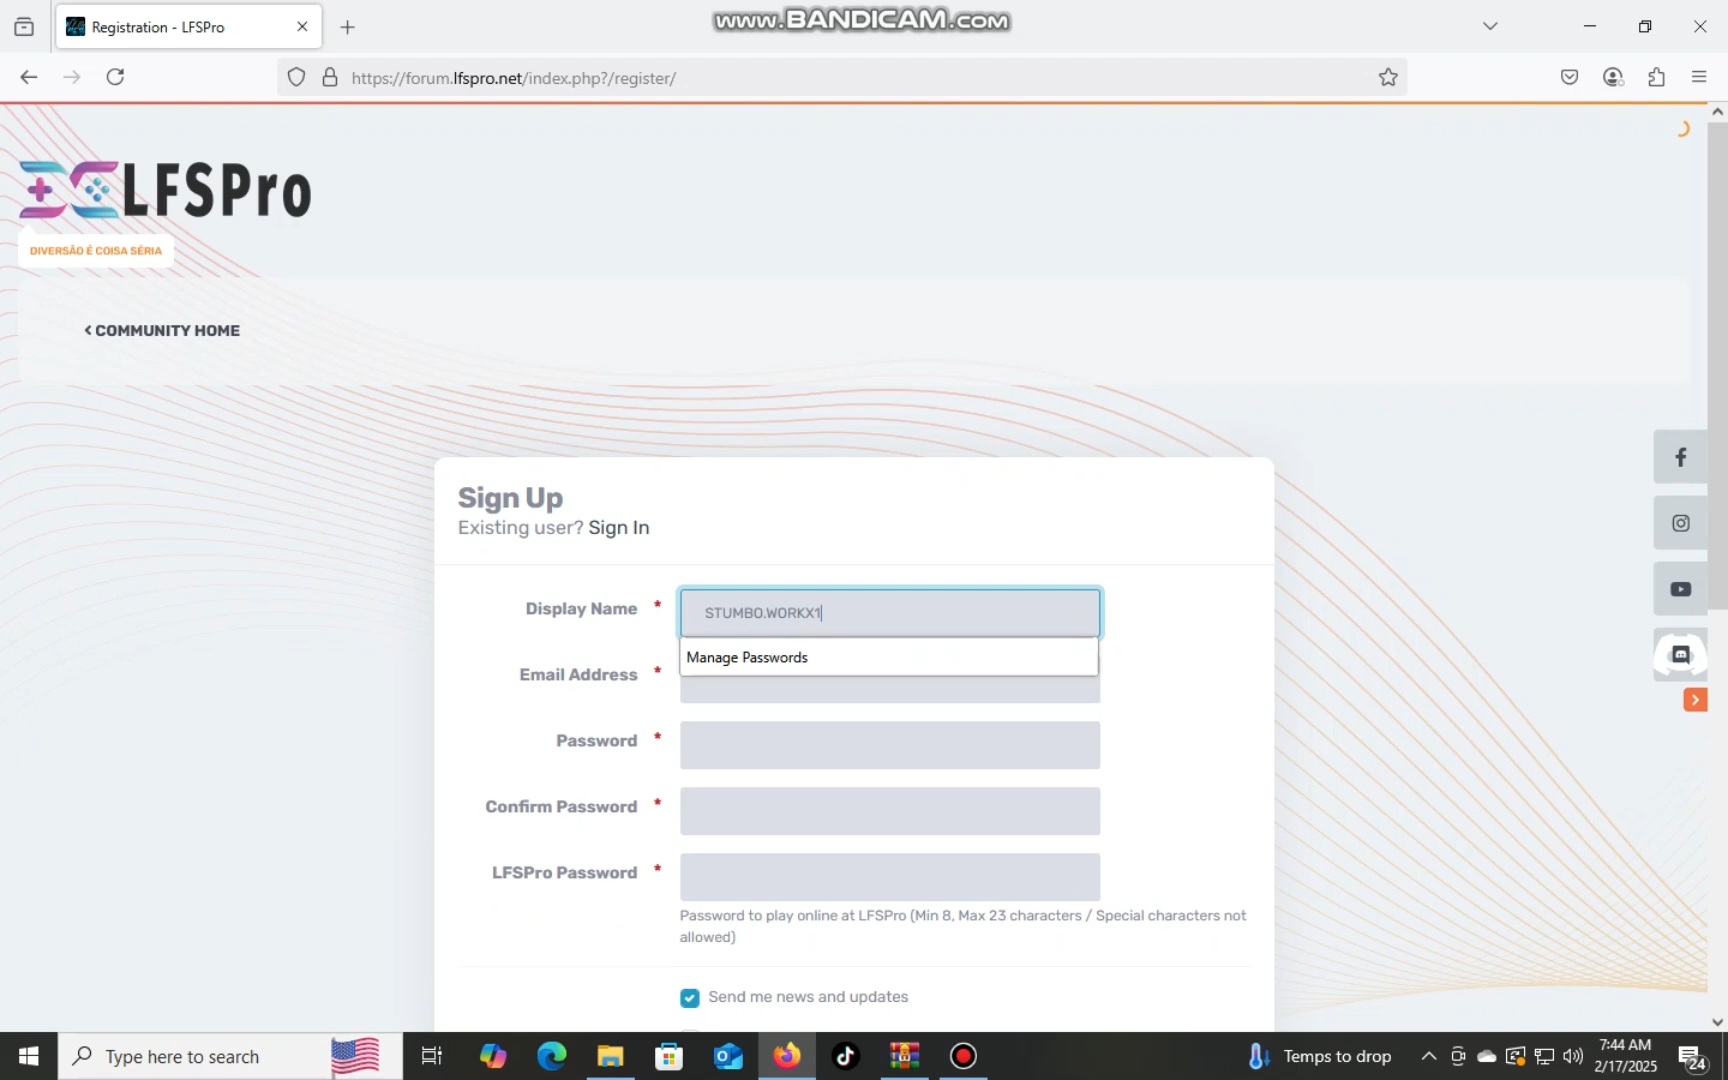 Registration - LFSPro
www.BANDICAM.com
https://forum.lfspro.net/index.php?/register/
LFSPro
DIVERSÃO É COISA SÉRIA
COMMUNITY HOME
Sign Up
Existing user? Sign In
Display Name *
STUMBO.WORKX1
Manage Passwords
Email Address *
Password *
Confirm Password *
LFSPro Password *
Password to play online at LFSPro (Min 8, Max 23 characters / Special characters not
allowed)
Send me news and updates
Type here to search
Temps to drop
7:44 AM
2/17/2025
24